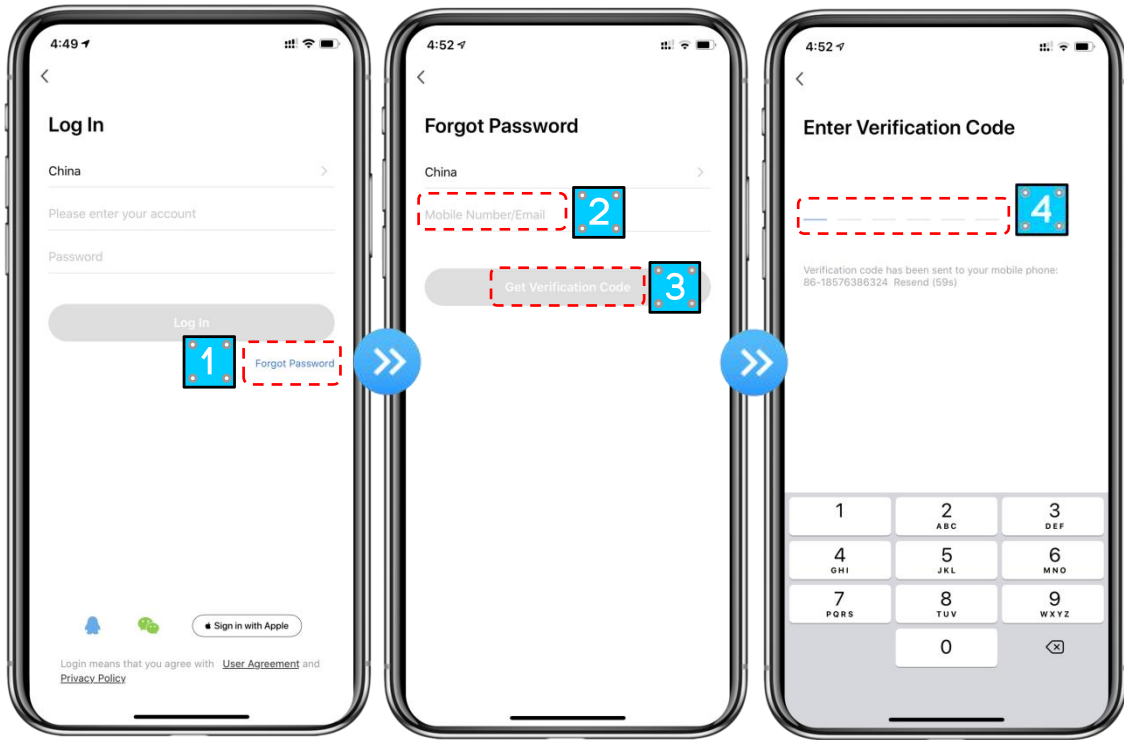 4:49
Log In
China
Please enter your account
Password
Log In
1
Forgot Password
Sign in with Apple
Login means that you agree with User Agreement and
Privacy Policy
4:52
Forgot Password
China
Mobile Number/Email
2
Get Verification Code
3
4:52
Enter Verification Code
4
Verification code has been sent to your mobile phone:
86-18576386324 Resend (59s)
1 2 3
ABC DEF
4 5 6
GHI JKL MNO
7 8 9
PQRS TUV WXYZ
0